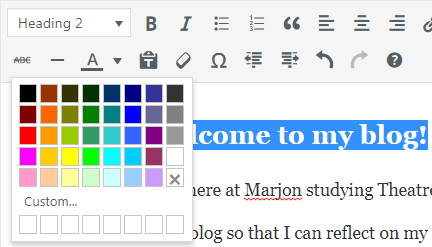 Heading 2 B I
ABC A Ω ?
lcome to my blog!
here at Marjon studying Theatre
Custom...
blog so that I can reflect on my